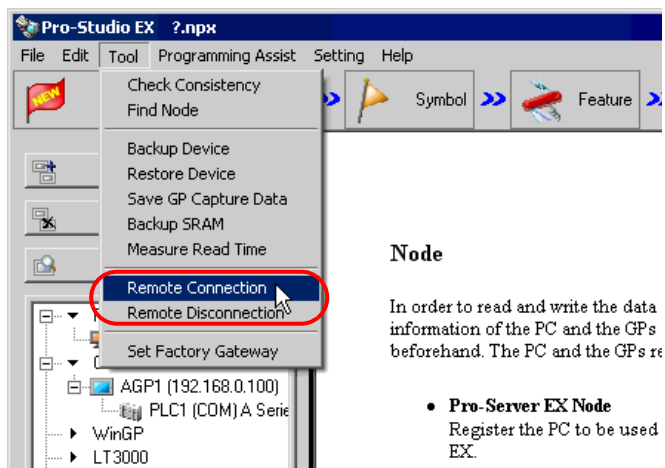 Pro-Studio EX ?.npx
File Edit Tool Programming Assist Setting Help
NEW
Symbol
Feature
Check Consistency
Find Node
Backup Device
Restore Device
Save GP Capture Data
Backup SRAM
Measure Read Time
Remote Connection
Remote Disconnection
Set Factory Gateway
AGP1 (192.168.0.100)
PLC1 (COM) A Serie
WinGP
LT3000
Node
In order to read and write the data
information of the PC and the GPs
beforehand. The PC and the GPs re
• Pro-Server EX Node
Register the PC to be used
EX.